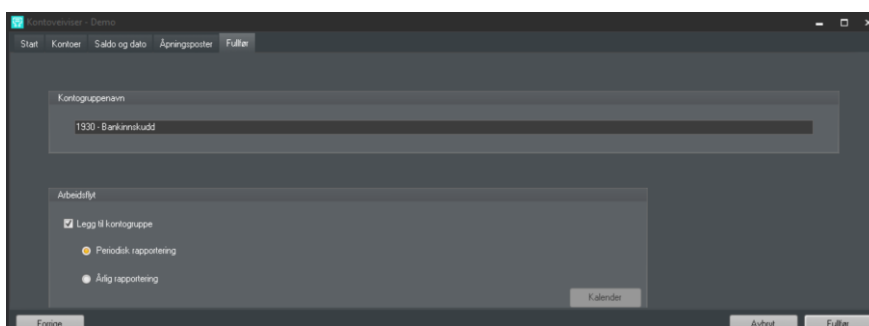 Kontoveiviser - Demo
Start Kontoer Saldo og dato Åpningsposter Fullfør
Kontogruppenavn
1930 - Bankinnskudd
Arbeidsflyt
Legg til kontogruppe
Periodisk rapportering
Årlig rapportering
Kalender
Forrige Avbryt Fullfør